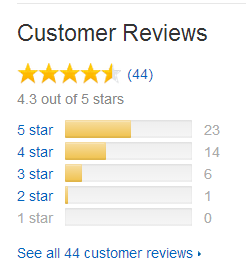 Customer Reviews
(44)
4.3 out of 5 stars
5 star 23
4 star 14
3 star 6
2 star 1
1 star 0
See all 44 customer reviews ›